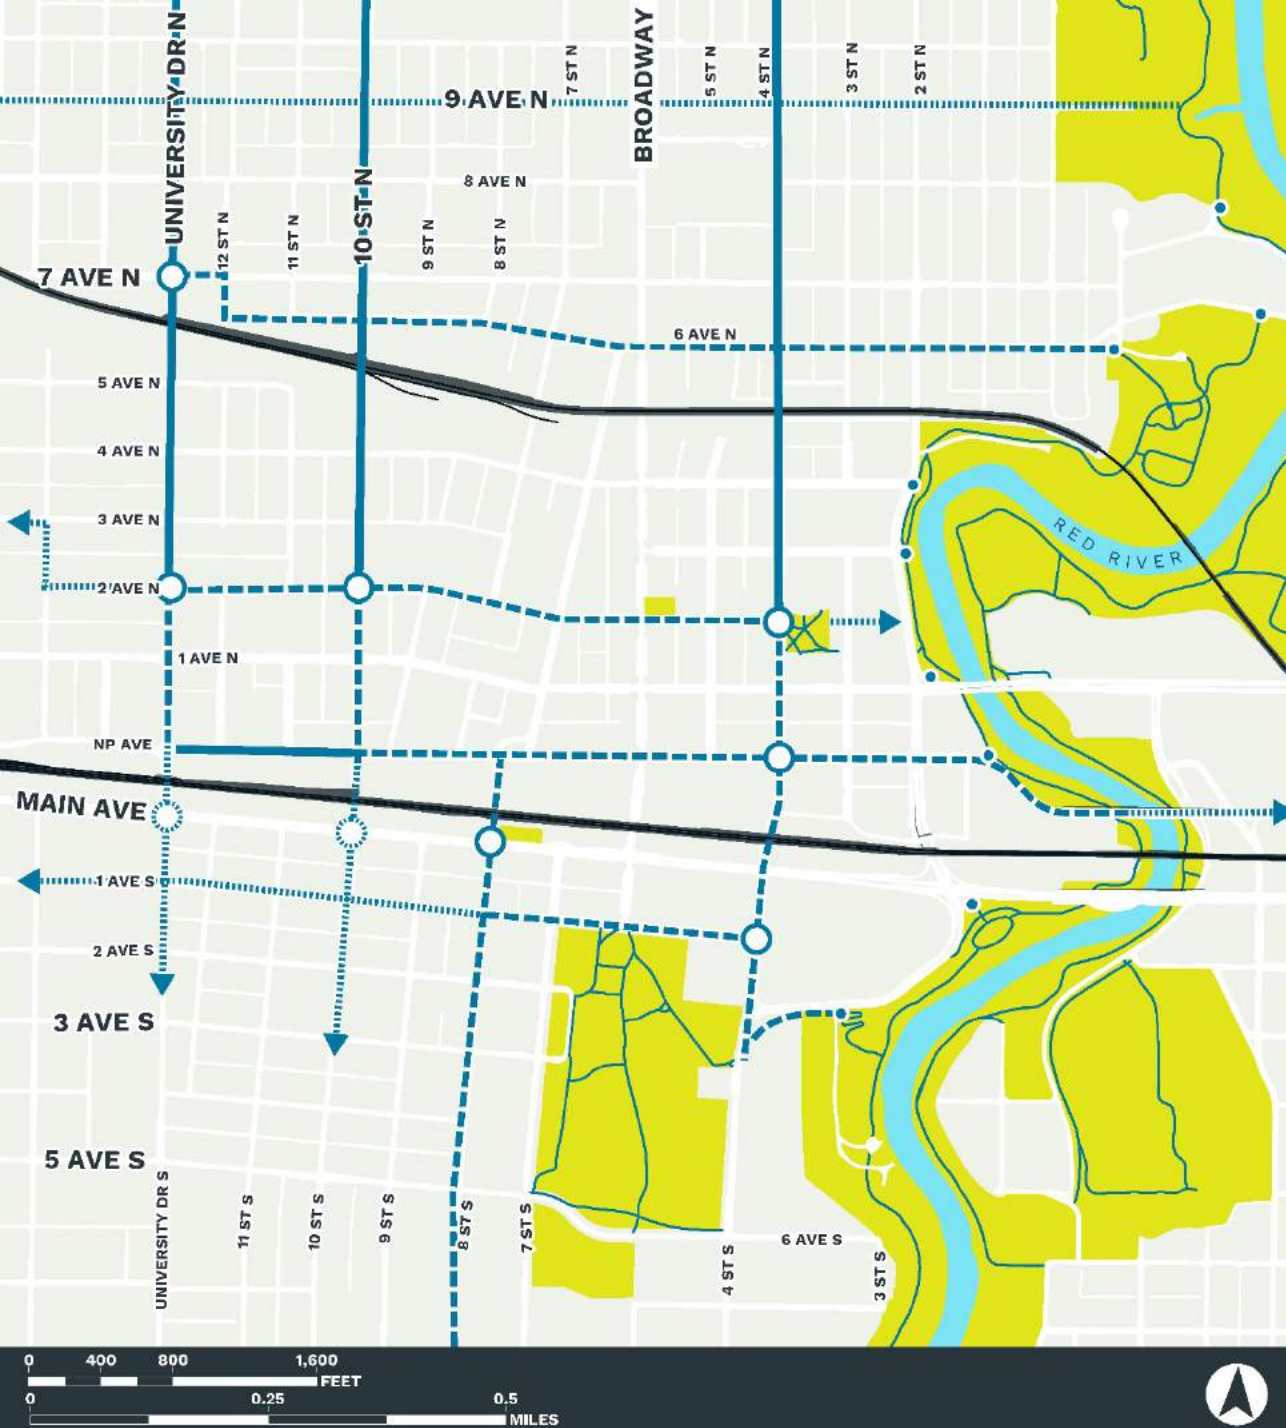 UNIVERSITY DR N
BROADWAY
7 ST N
5 ST N
4 ST N
3 ST N
2 ST N
9 AVE N
10 ST N
8 AVE N
12 ST N
11 ST N
9 ST N
8 ST N
7 AVE N
6 AVE N
5 AVE N
4 AVE N
3 AVE N
RED RIVER
2 AVE N
1 AVE N
NP AVE
MAIN AVE
1 AVE S
2 AVE S
3 AVE S
5 AVE S
UNIVERSITY DR S
11 ST S
10 ST S
9 ST S
8 ST S
7 ST S
6 AVE S
4 ST S
3 ST S
0 400 800 1,600
FEET
0 0.25 0.5
MILES